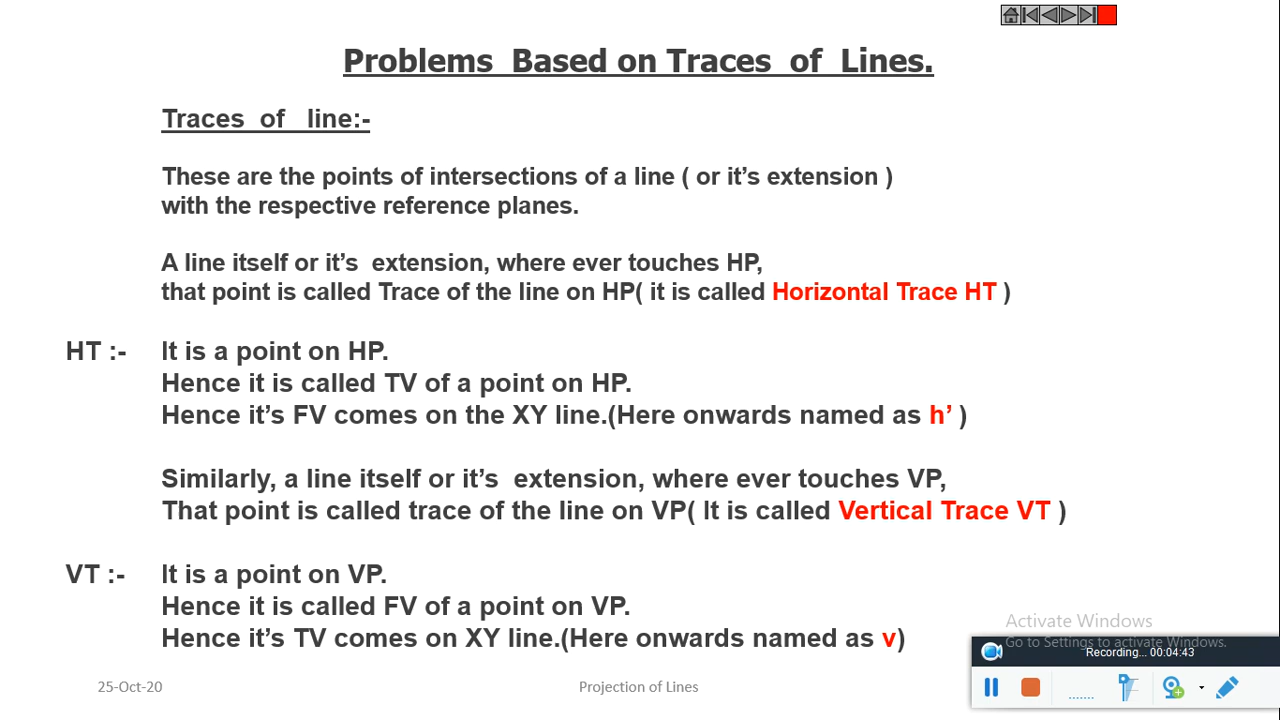 Problems Based on Traces of Lines.
Traces of line:-
These are the points of intersections of a line ( or it’s extension )
with the respective reference planes.
A line itself or it’s extension, where ever touches HP,
that point is called Trace of the line on HP( it is called Horizontal Trace HT )
HT :- It is a point on HP.
Hence it is called TV of a point on HP.
Hence it’s FV comes on the XY line.(Here onwards named as h’ )
Similarly, a line itself or it’s extension, where ever touches VP,
That point is called trace of the line on VP( It is called Vertical Trace VT )
VT :- It is a point on VP.
Hence it is called FV of a point on VP.
Hence it’s TV comes on XY line.(Here onwards named as v)
Activate Windows
Go to Settings to activate Windows.
Recording... 00:04:43
25-Oct-20
Projection of Lines